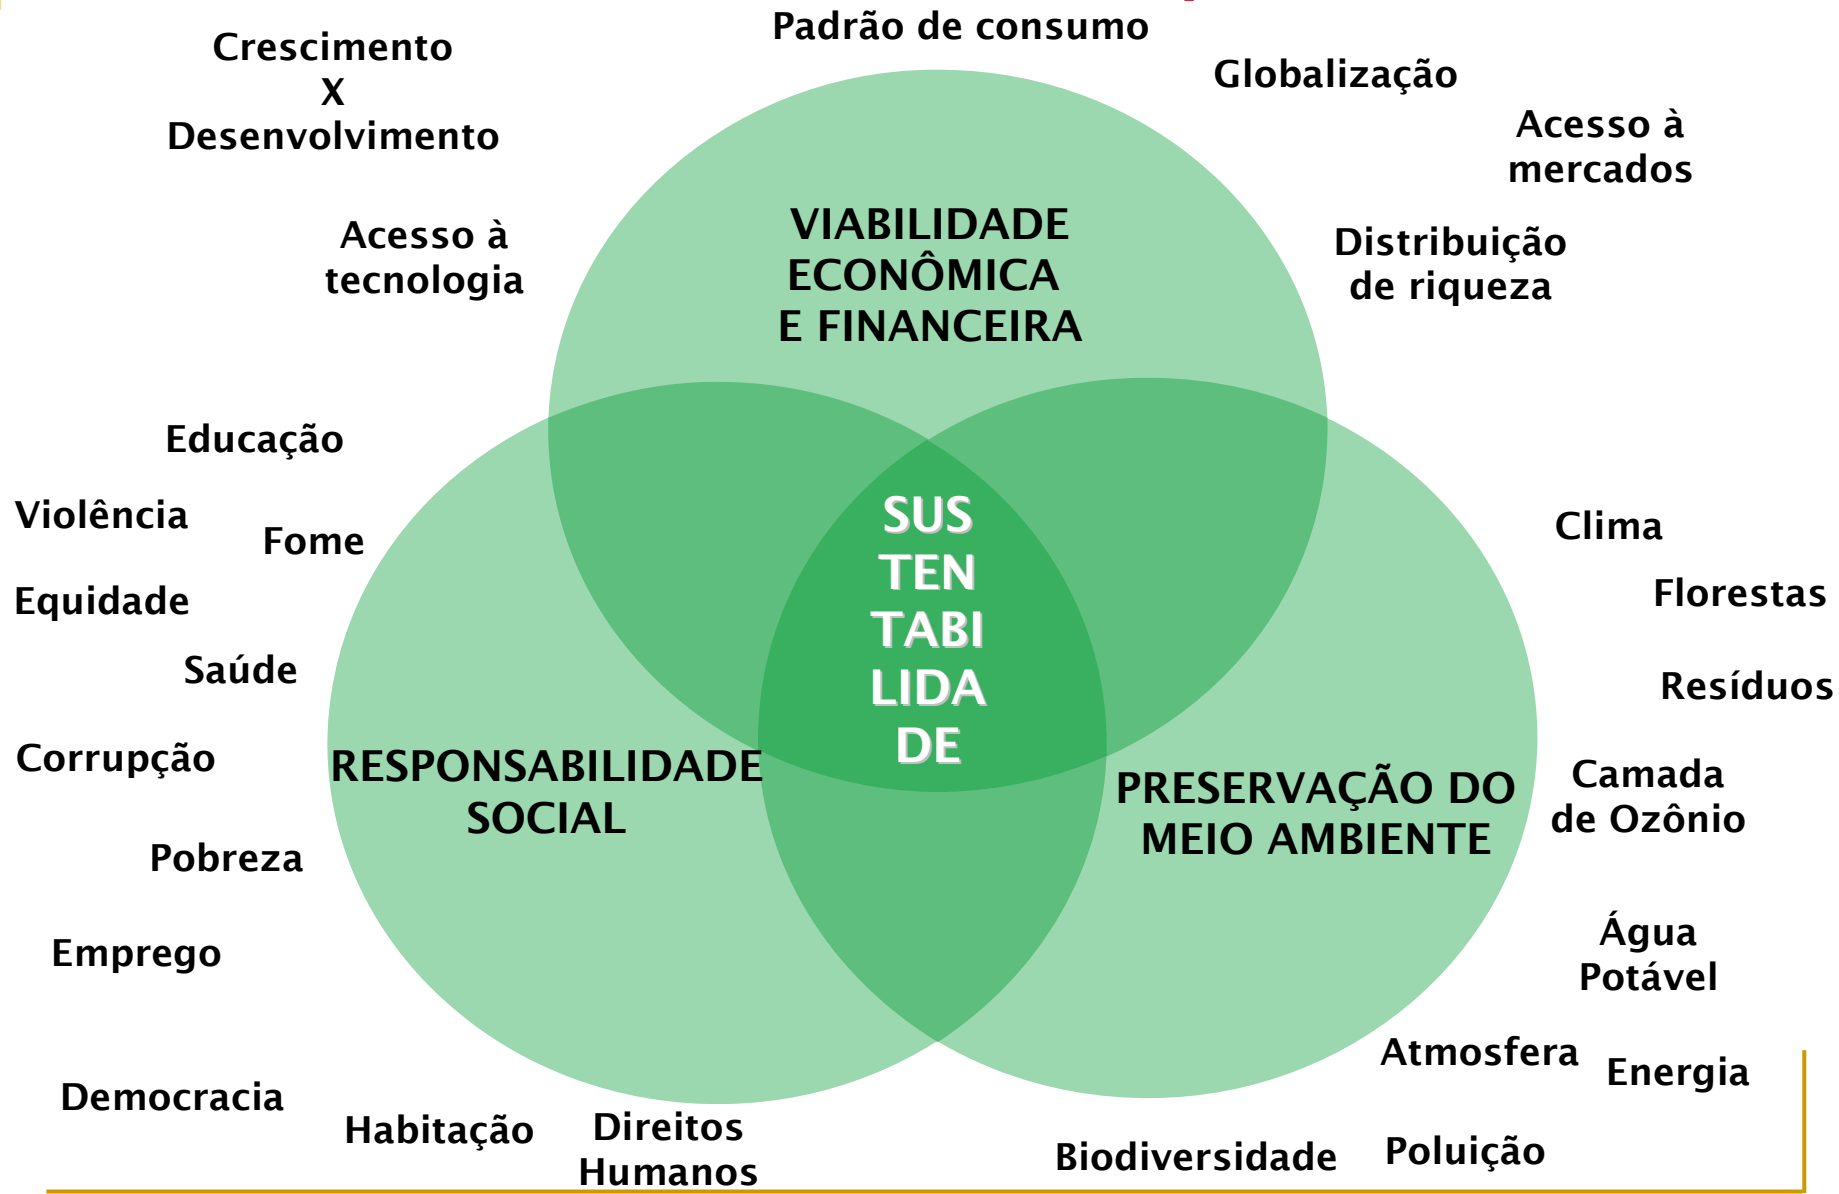 Padrão de consumo
Crescimento
X
Desenvolvimento
Globalização
Acesso à
mercados
Acesso à
tecnologia
VIABILIDADE
ECONÔMICA
E FINANCEIRA
Distribuição
de riqueza
Educação
Violência
Fome
Equidade
Saúde
Corrupção
Pobreza
Emprego
Democracia
Habitação
Direitos
Humanos
RESPONSABILIDADE
SOCIAL
SUS
TEN
TABI
LIDA
DE
PRESERVAÇÃO DO
MEIO AMBIENTE
Clima
Florestas
Resíduos
Camada
de Ozônio
Água
Potável
Atmosfera
Energia
Biodiversidade
Poluição